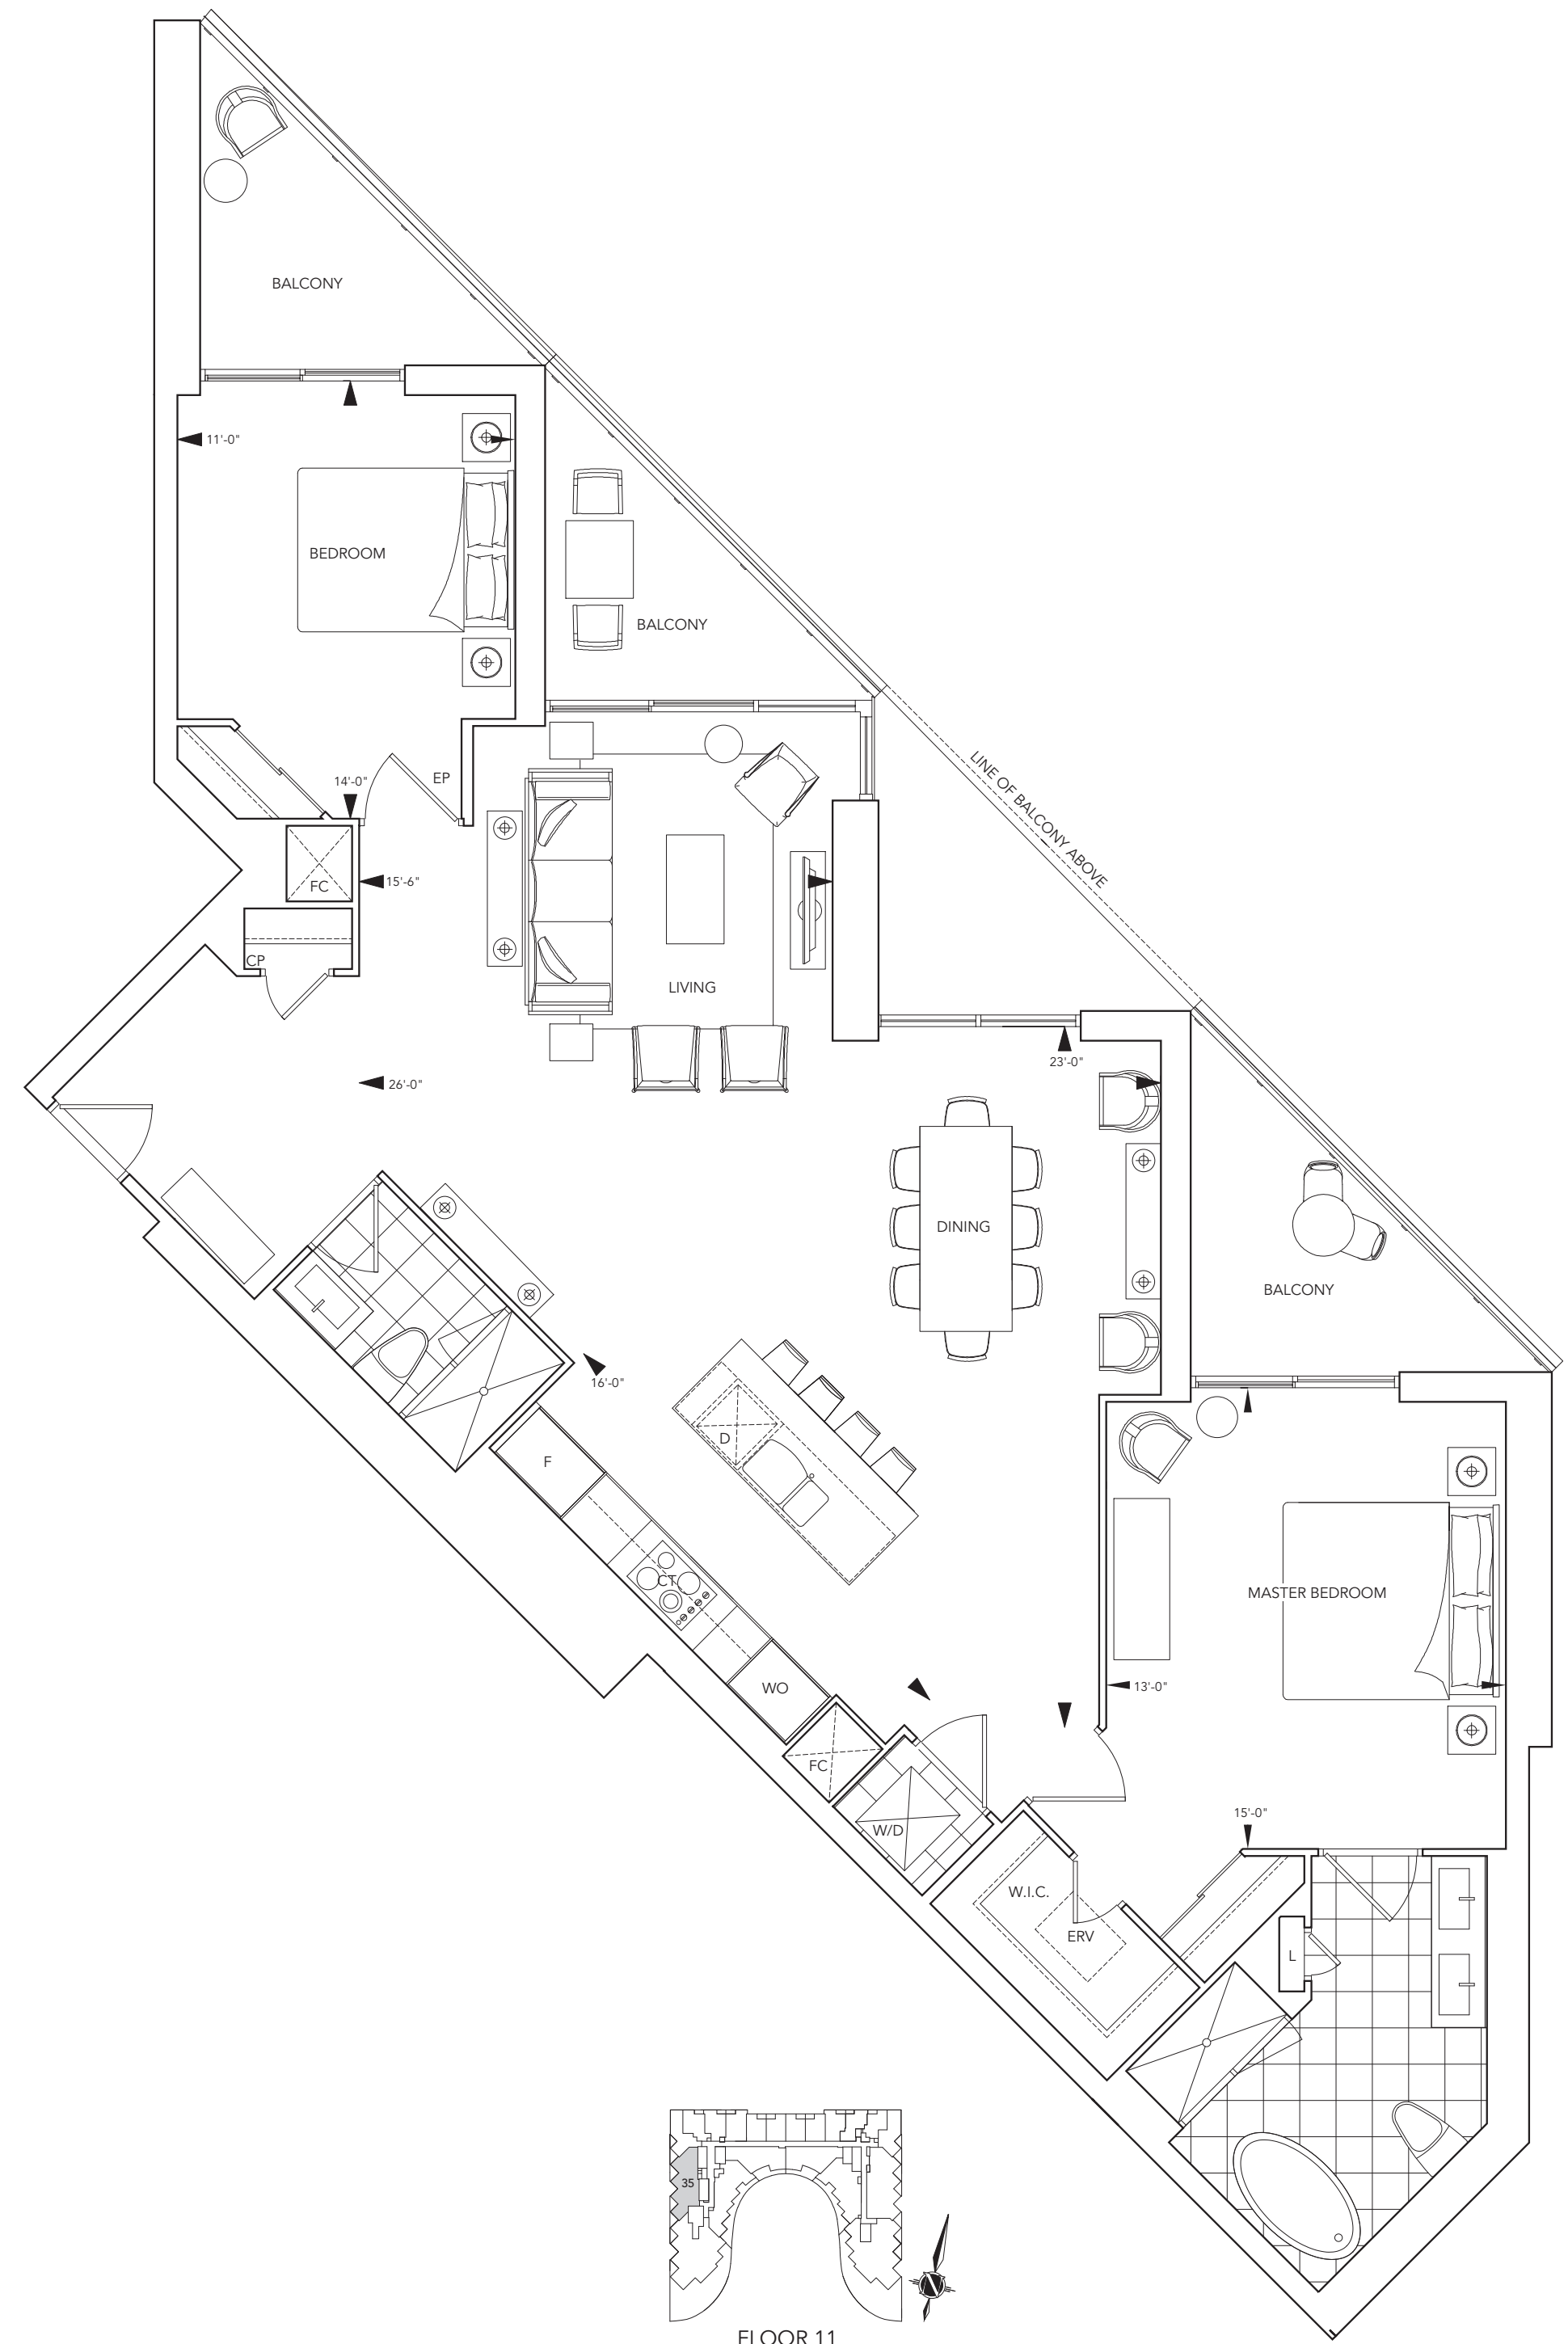 BALCONY
11'-0"
BEDROOM
BALCONY
LINE OF BALCONY ABOVE
14'-0"
EP
FC
15'-6"
CP
LIVING
26'-0"
23'-0"
DINING
BALCONY
16'-0"
D
F
CT
MASTER BEDROOM
WO
13'-0"
FC
W/D
15'-0"
W.I.C.
ERV
L
35
N
FLOOR 11